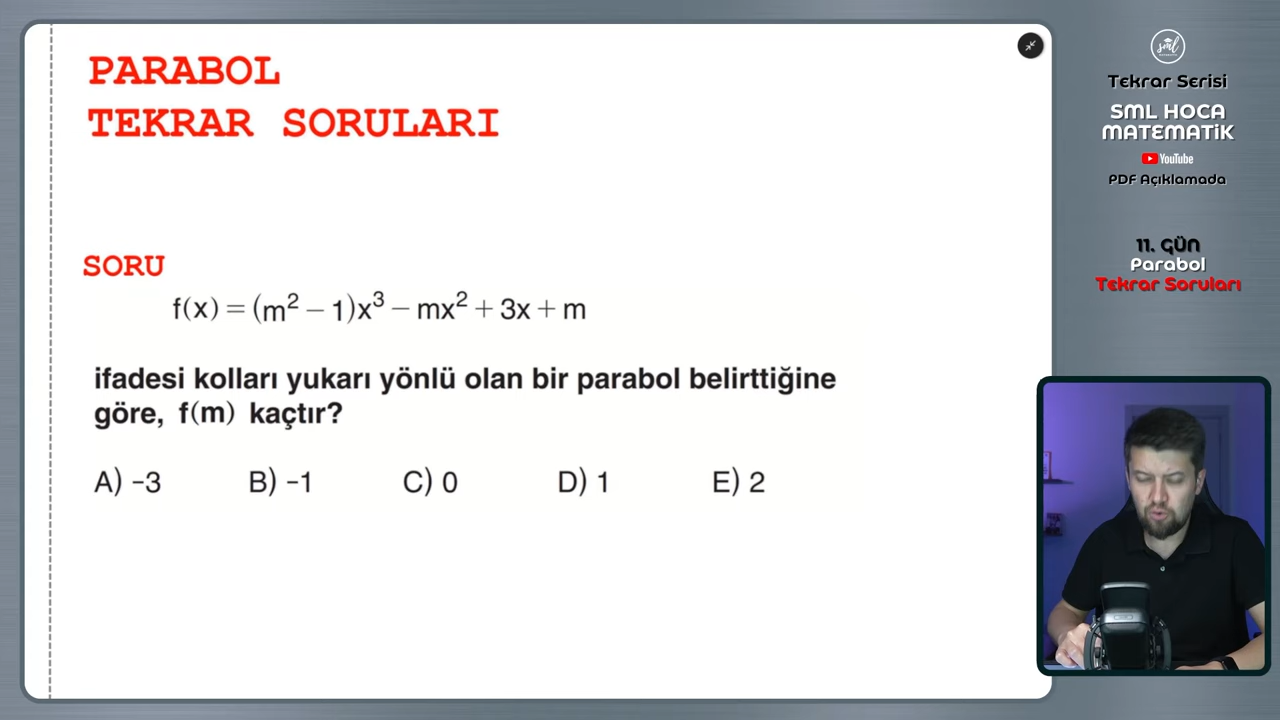 PARABOL
TEKRAR SORULARI
SORU
f(x) = (m² − 1)x³ − mx² + 3x + m
ifadesi kolları yukarı yönlü olan bir parabol belirttiğine
göre, f(m) kaçtır?
A) −3 B) −1 C) 0 D) 1 E) 2
sml
Tekrar Serisi
SML HOCA
MATEMATİK
YouTube
PDF Açıklamada
11. GÜN
Parabol
Tekrar Soruları